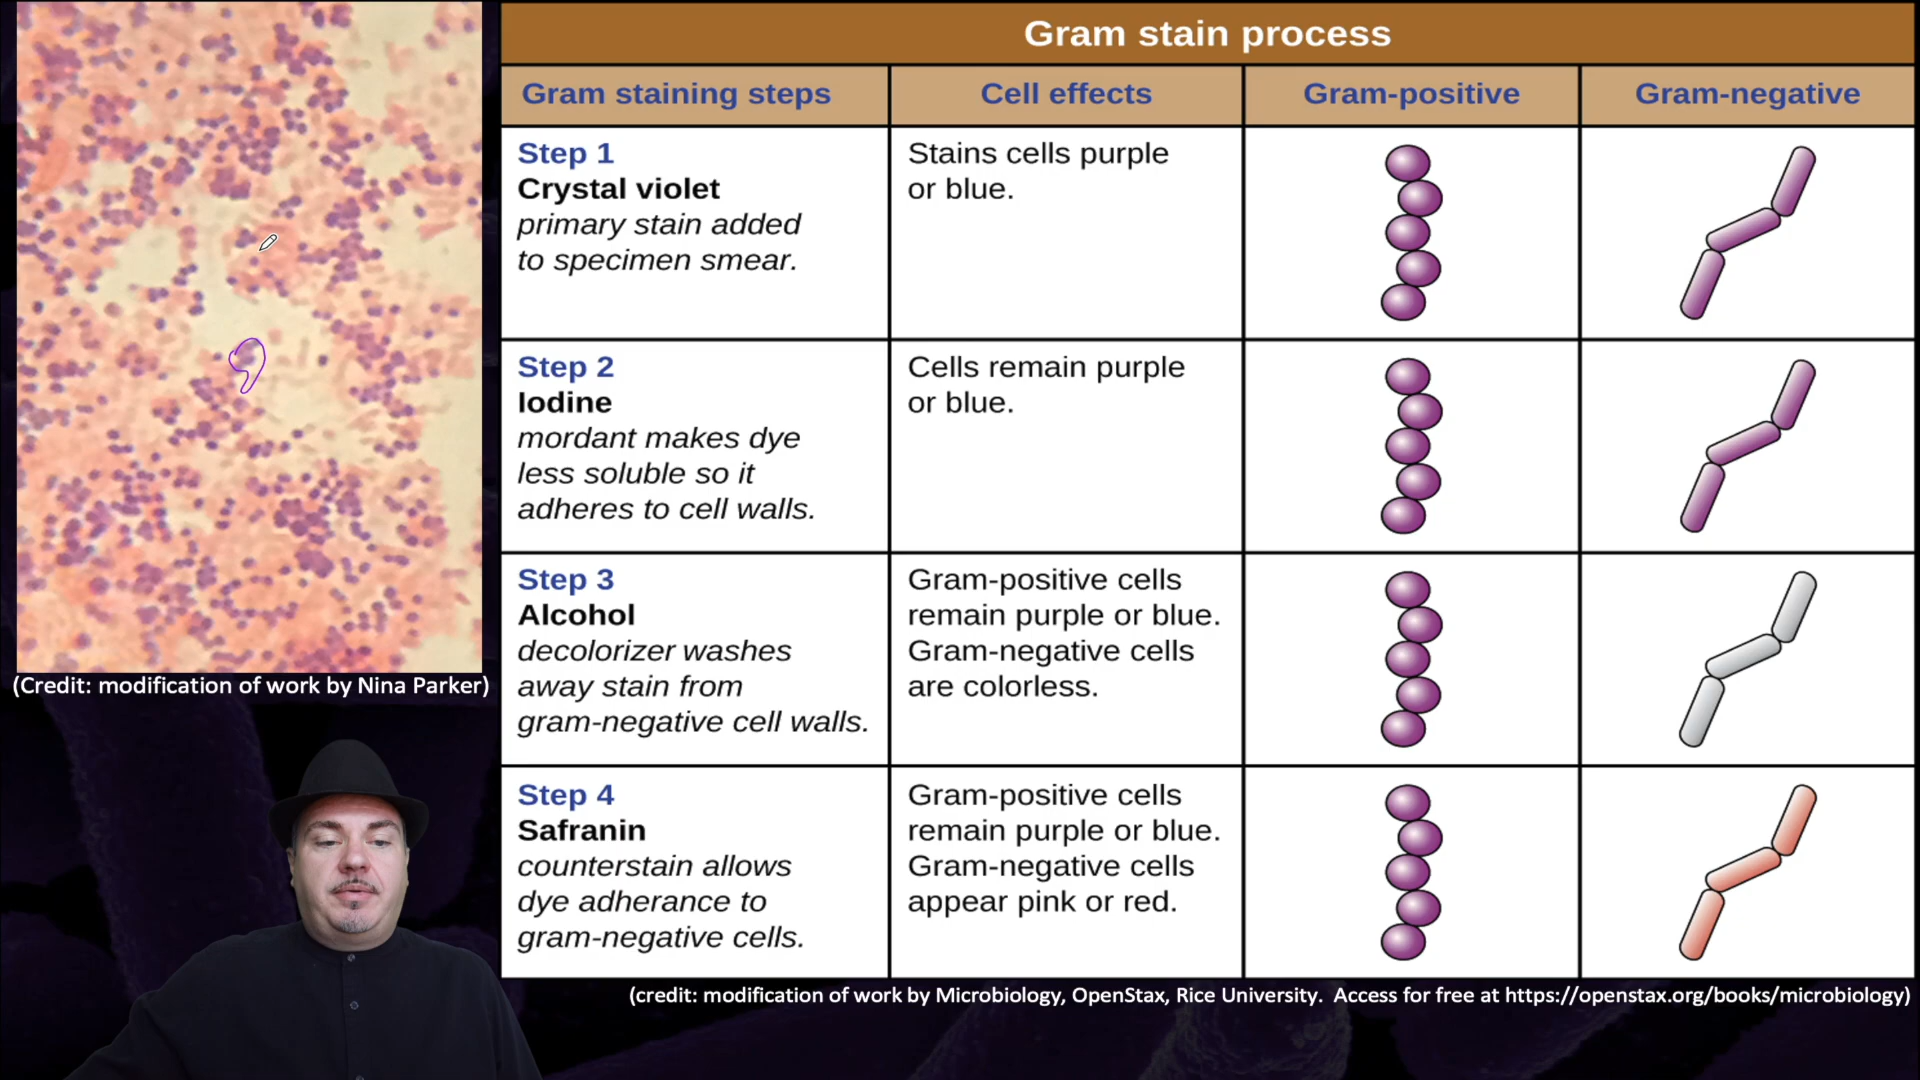 Gram stain process
Gram staining steps
Cell effects
Gram-positive
Gram-negative
Step 1
Crystal violet
primary stain added
to specimen smear.
Stains cells purple
or blue.
Step 2
Iodine
mordant makes dye
less soluble so it
adheres to cell walls.
Cells remain purple
or blue.
Step 3
Alcohol
decolorizer washes
away stain from
gram-negative cell walls.
Gram-positive cells
remain purple or blue.
Gram-negative cells
are colorless.
Step 4
Safranin
counterstain allows
dye adherance to
gram-negative cells.
Gram-positive cells
remain purple or blue.
Gram-negative cells
appear pink or red.
(Credit: modification of work by Nina Parker)
(credit: modification of work by Microbiology, OpenStax, Rice University.  Access for free at https://openstax.org/books/microbiology)